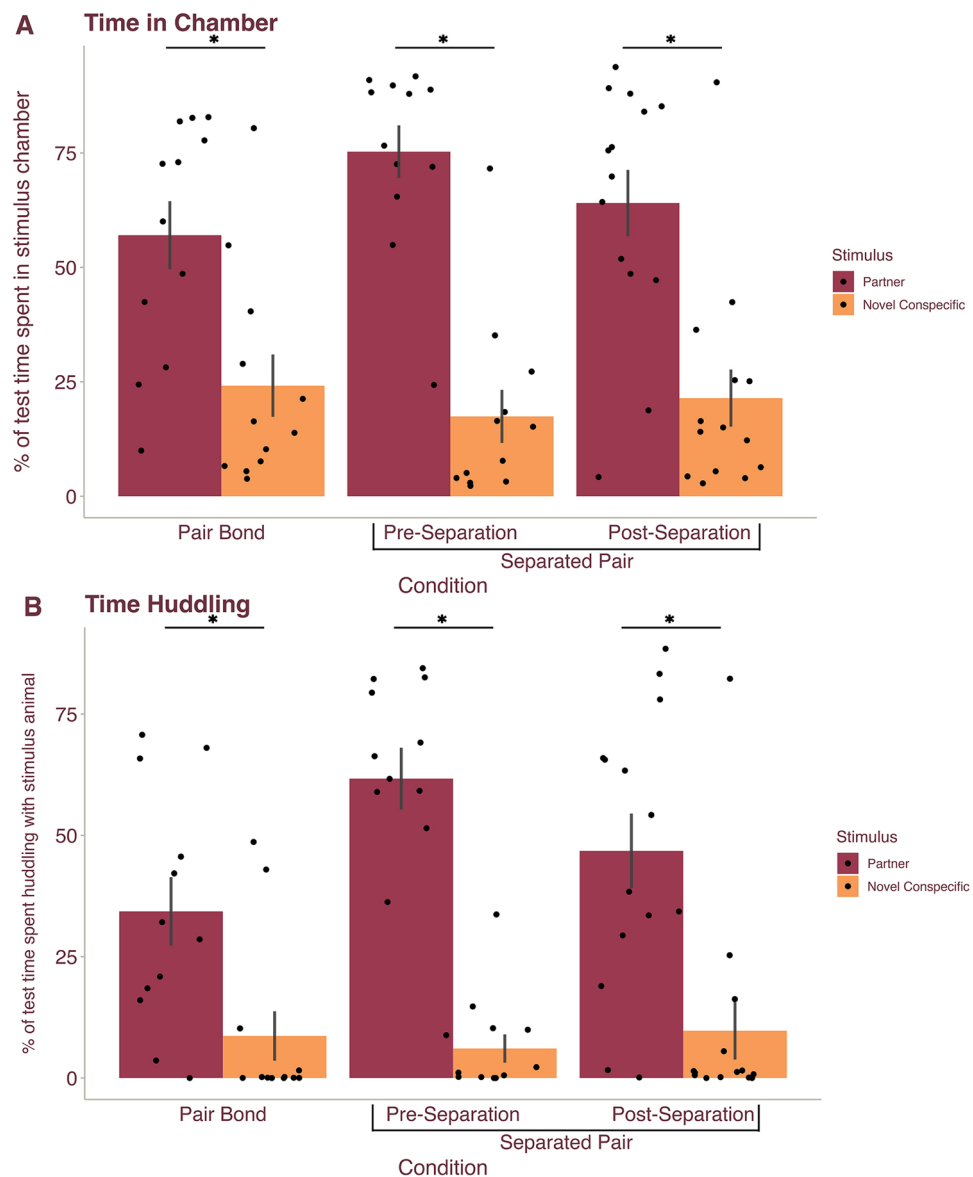 A
Time in Chamber
* * *
% of test time spent in stimulus chamber
75
50
25
0
Stimulus
Partner
Novel Conspecific
Pair Bond Pre-Separation Post-Separation
Separated Pair
Condition
B
Time Huddling
* * *
% of test time spent huddling with stimulus animal
75
50
25
0
Stimulus
Partner
Novel Conspecific
Pair Bond Pre-Separation Post-Separation
Separated Pair
Condition